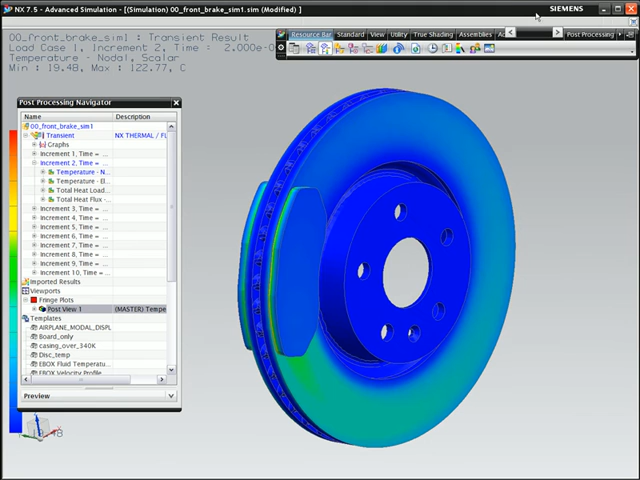 NX 7.5 - Advanced Simulation - [(Simulation) 00_front_brake_sim1.sim (Modified) ]
SIEMENS
00_front_brake_sim1 : Transient Result
Load Case 1, Increment 2, Time : 2.000e-0
Temperature - Nodal, Scalar
Min : 19.48, Max : 122.77, C
Resource Bar Standard View Utility True Shading Assemblies Post Processing
Post Processing Navigator
Name Description
00_front_brake_sim1
Transient NX THERMAL / FL
Graphs
Increment 1, Time = ...
Increment 2, Time = ...
Temperature - N...
Temperature - El...
Total Heat Load...
Total Heat Flux -...
Increment 3, Time = ...
Increment 4, Time = ...
Increment 5, Time = ...
Increment 6, Time = ...
Increment 7, Time = ...
Increment 8, Time = ...
Increment 9, Time = ...
Increment 10, Time = ...
Imported Results
Viewports
Fringe Plots
Post View 1 (MASTER) Tempe
Templates
AIRPLANE_MODAL_DISPL
Board_only
casing_over_340K
Disc_temp
EBOX Fluid Temperatu...
EBOX Velocity Profile
Preview